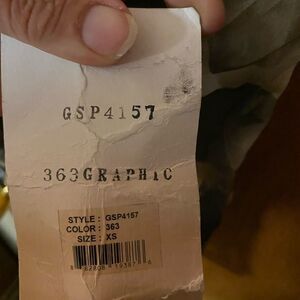 GSP4157
363GRAPHIC
STYLE : GSP4157
COLOR : 363
SIZE : XS